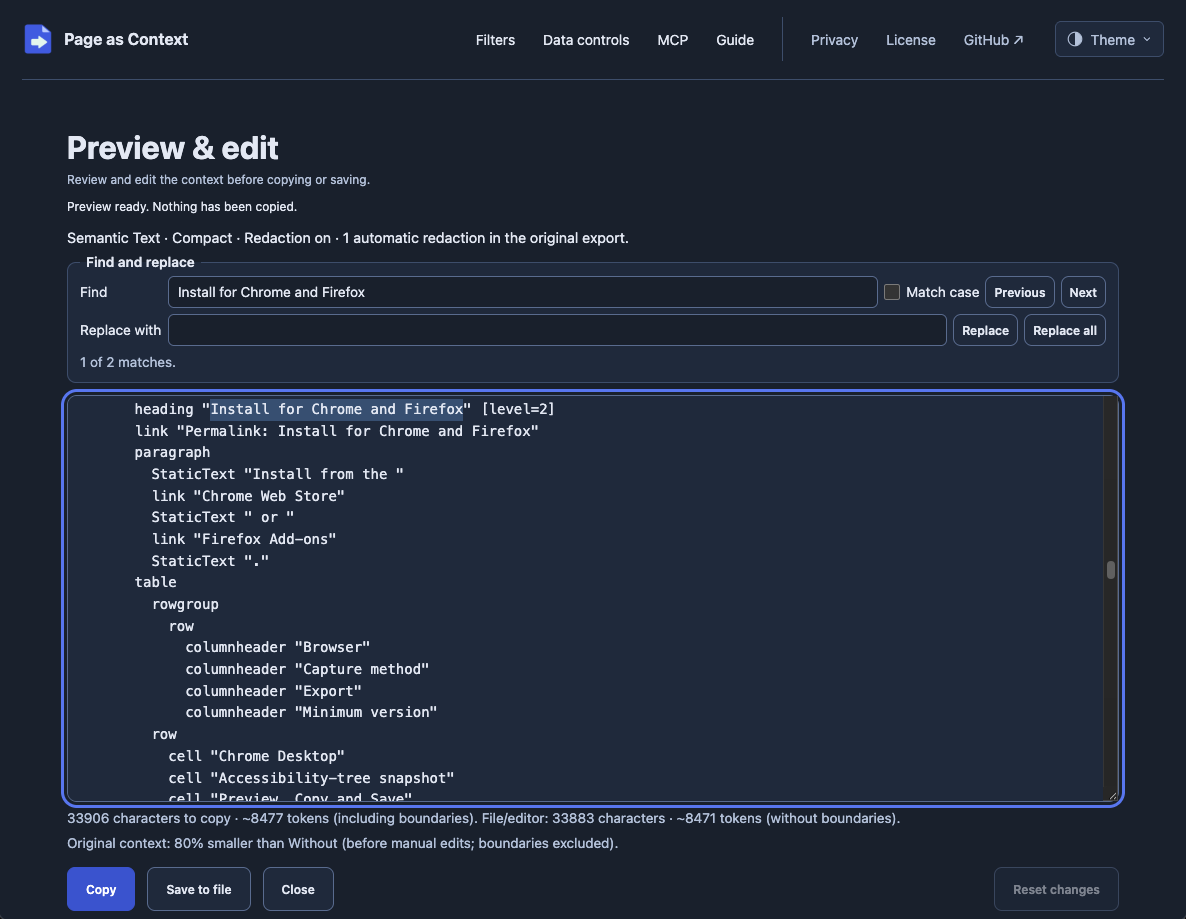 Page as Context
Filters Data controls MCP Guide Privacy License GitHub ↗ Theme
Preview & edit
Review and edit the context before copying or saving.
Preview ready. Nothing has been copied.
Semantic Text · Compact · Redaction on · 1 automatic redaction in the original export.
Find and replace
Find Install for Chrome and Firefox Match case Previous Next
Replace with Replace Replace all
1 of 2 matches.
heading "Install for Chrome and Firefox" [level=2]
link "Permalink: Install for Chrome and Firefox"
paragraph
StaticText "Install from the "
link "Chrome Web Store"
StaticText " or "
link "Firefox Add-ons"
StaticText "."
table
rowgroup
row
columnheader "Browser"
columnheader "Capture method"
columnheader "Export"
columnheader "Minimum version"
row
cell "Chrome Desktop"
cell "Accessibility-tree snapshot"
cell "Preview, Copy and Save"
33906 characters to copy · ~8477 tokens (including boundaries). File/editor: 33883 characters · ~8471 tokens (without boundaries).
Original context: 80% smaller than Without (before manual edits; boundaries excluded).
Copy Save to file Close Reset changes